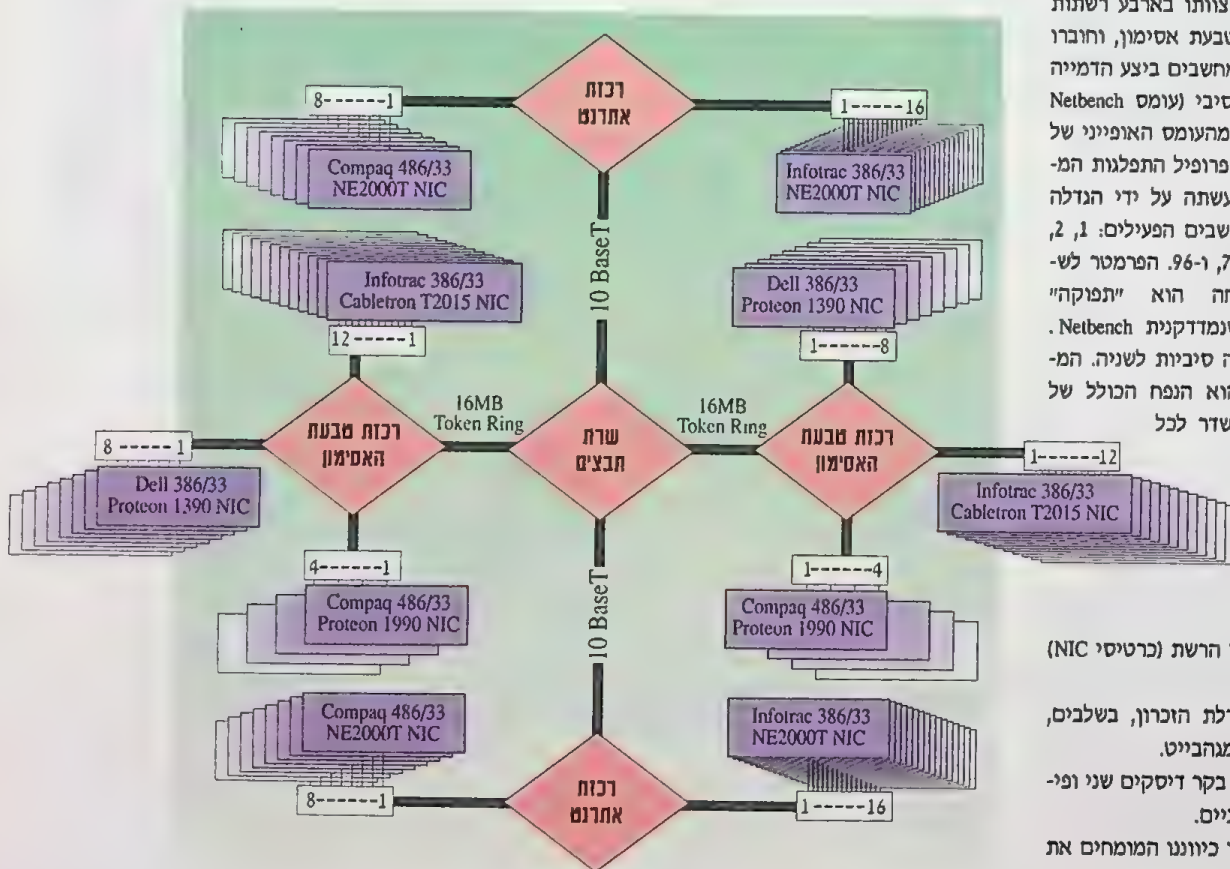 צוותו בארבע רשתות
טבעת אסימון, וחוברו
מחשבים ביצע הדמייה
סיבי (עומס Netbench
מהעומס האופייני של
פרופיל התפלגות המ-
עשתה על ידי הגדלה
שבים הפעילים: 1, 2,
7, ו-96. הפרמטר לש-
חה הוא "תפוקה"
שנמדדקנית Netbench.
ה סיביות לשניה. המ-
הוא הנפח הכולל של
שדר לכל
רכזת
אתרנט
8------1
1-----16
Compaq 486/33
NE2000T NIC
Infotrac 386/33
NE2000T NIC
10 BaseT
Infotrac 386/33
Cabletron T2015 NIC
Dell 386/33
Proteon 1390 NIC
12------1
1------8
16MB
Token Ring
16MB
Token Ring
רכזת טבעת
האסימון
שרת
תבצים
רכזת טבעת
האסימון
8------1
1------12
Dell 386/33
Proteon 1390 NIC
Infotrac 386/33
Cabletron T2015 NIC
4------1
1------4
Compaq 486/33
Proteon 1990 NIC
Compaq 486/33
Proteon 1990 NIC
10 BaseT
Compaq 486/33
NE2000T NIC
Infotrac 386/33
NE2000T NIC
8------1
1------16
רכזת
אתרנט
הרשת (כרטיסי NIC)
דלת הזכרון, בשלבים,
מגהבייט.
בקר דיסקים שני ופי-
ניים.
כיווננו המומחים את